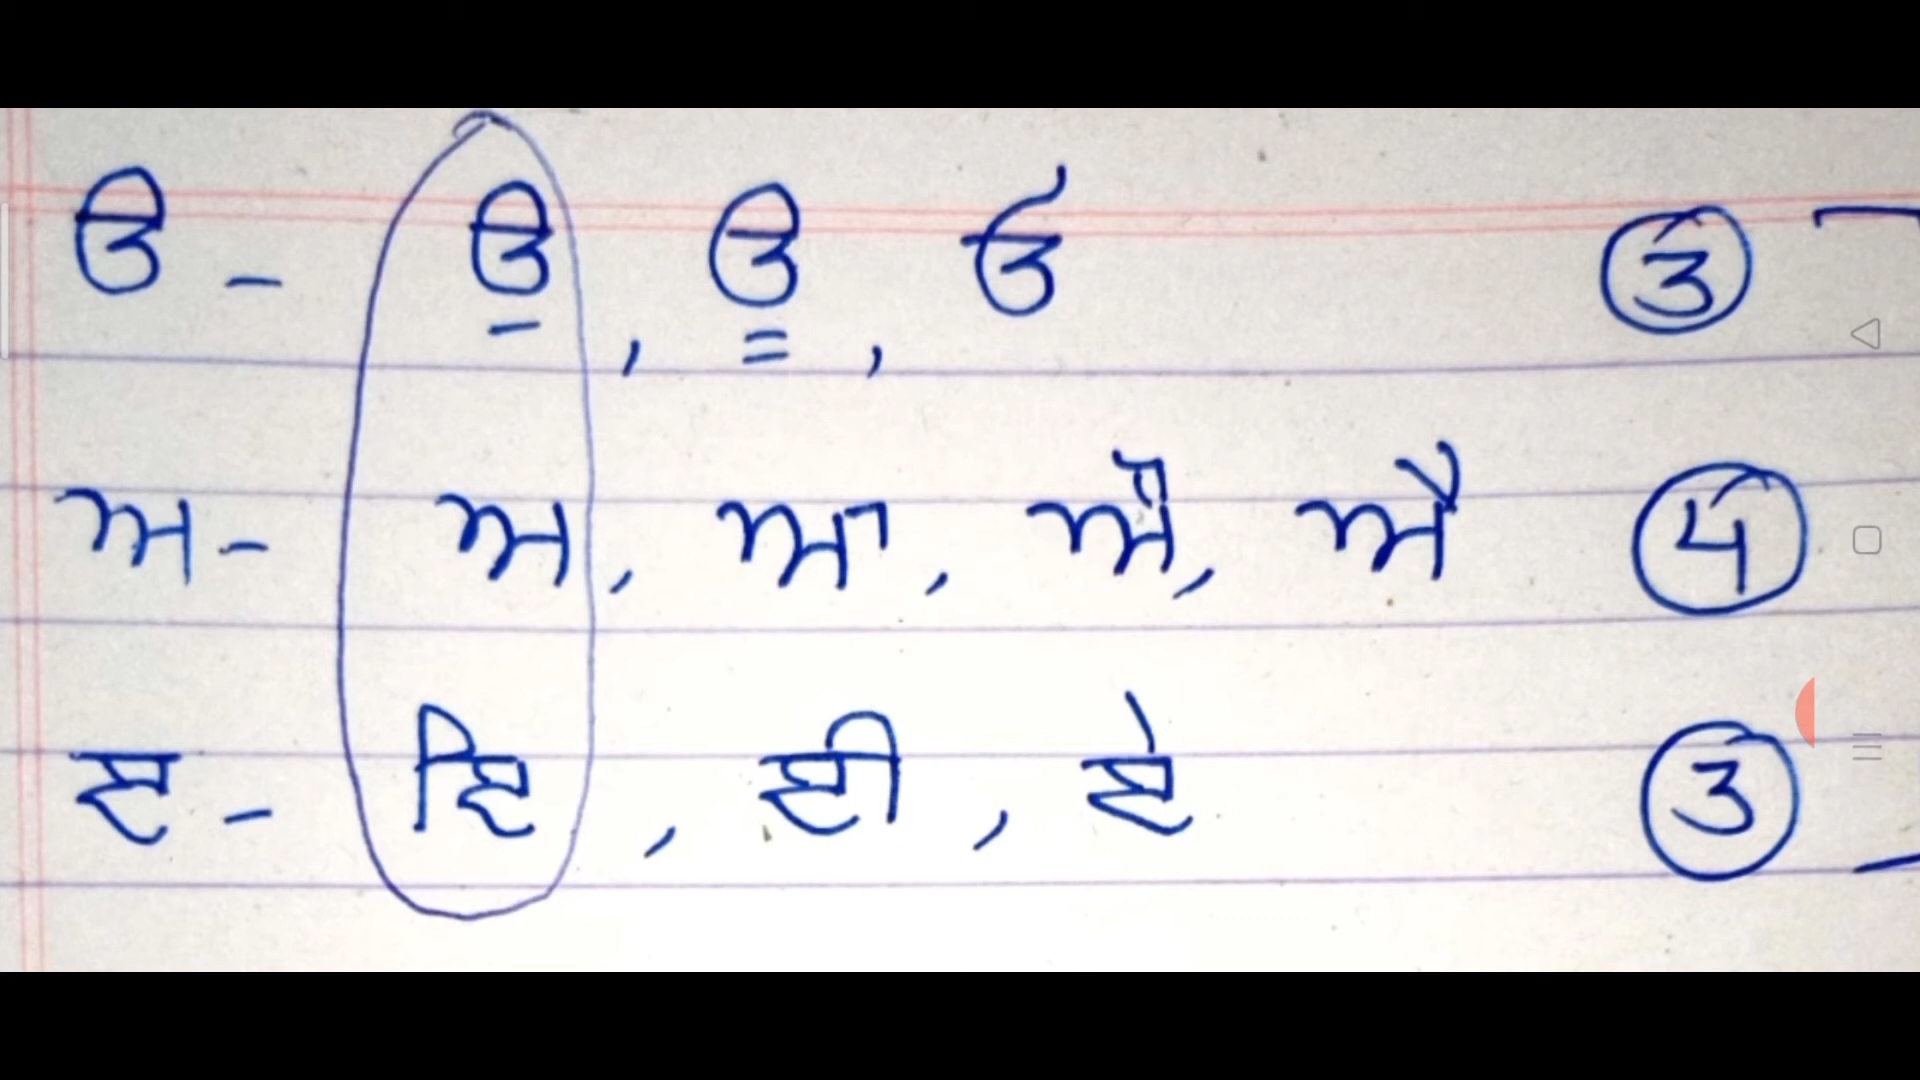 ੳ - ਉ, ਊ, ਓ 3
ਅ - ਅ, ਆ, ਔ, ਐ 4
ੲ - ਇ, ਈ, ਏ 3